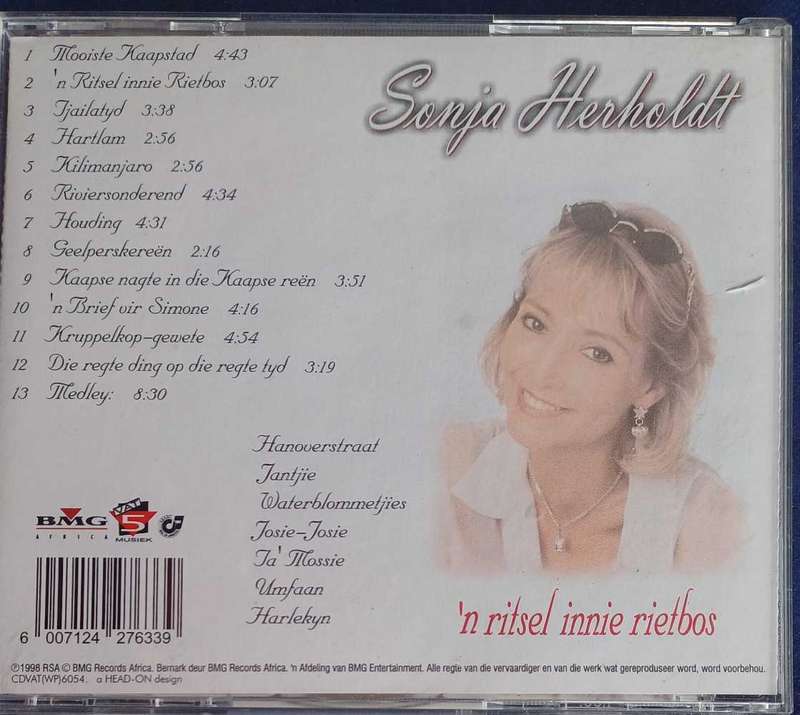 1 Mooiste Kaapstad 4:43
2 'n Ritsel innie Rietbos 3:07
3 Tjailatyd 3:38
4 Hartlam 2:56
5 Kilimanjaro 2:56
6 Riviersonderend 4:34
7 Houding 4:31
8 Geelperskereën 2:16
9 Kaapse nagte in die Kaapse reën 3:51
10 'n Brief vir Simone 4:16
11 Kruppelkop-gewete 4:54
12 Die regte ding op die regte tyd 3:19
13 Medley: 8:30
Hanoverstraat
Jantjie
Waterblommetjies
Josie-Josie
Ta' Mossie
Umfaan
Harlekyn
Sonja Herholdt
'n ritsel innie rietbos
BMG
AFRICA
VAT
5
MUSIEK
6 007124 276339
℗1998 RSA © BMG Records Africa. Bemark deur BMG Records Africa. 'n Afdeling van BMG Entertainment. Alle regte van die vervaardiger en van die werk wat gereproduseer word, word voorbehou.
CDVAT(WP)6054. a HEAD-ON design